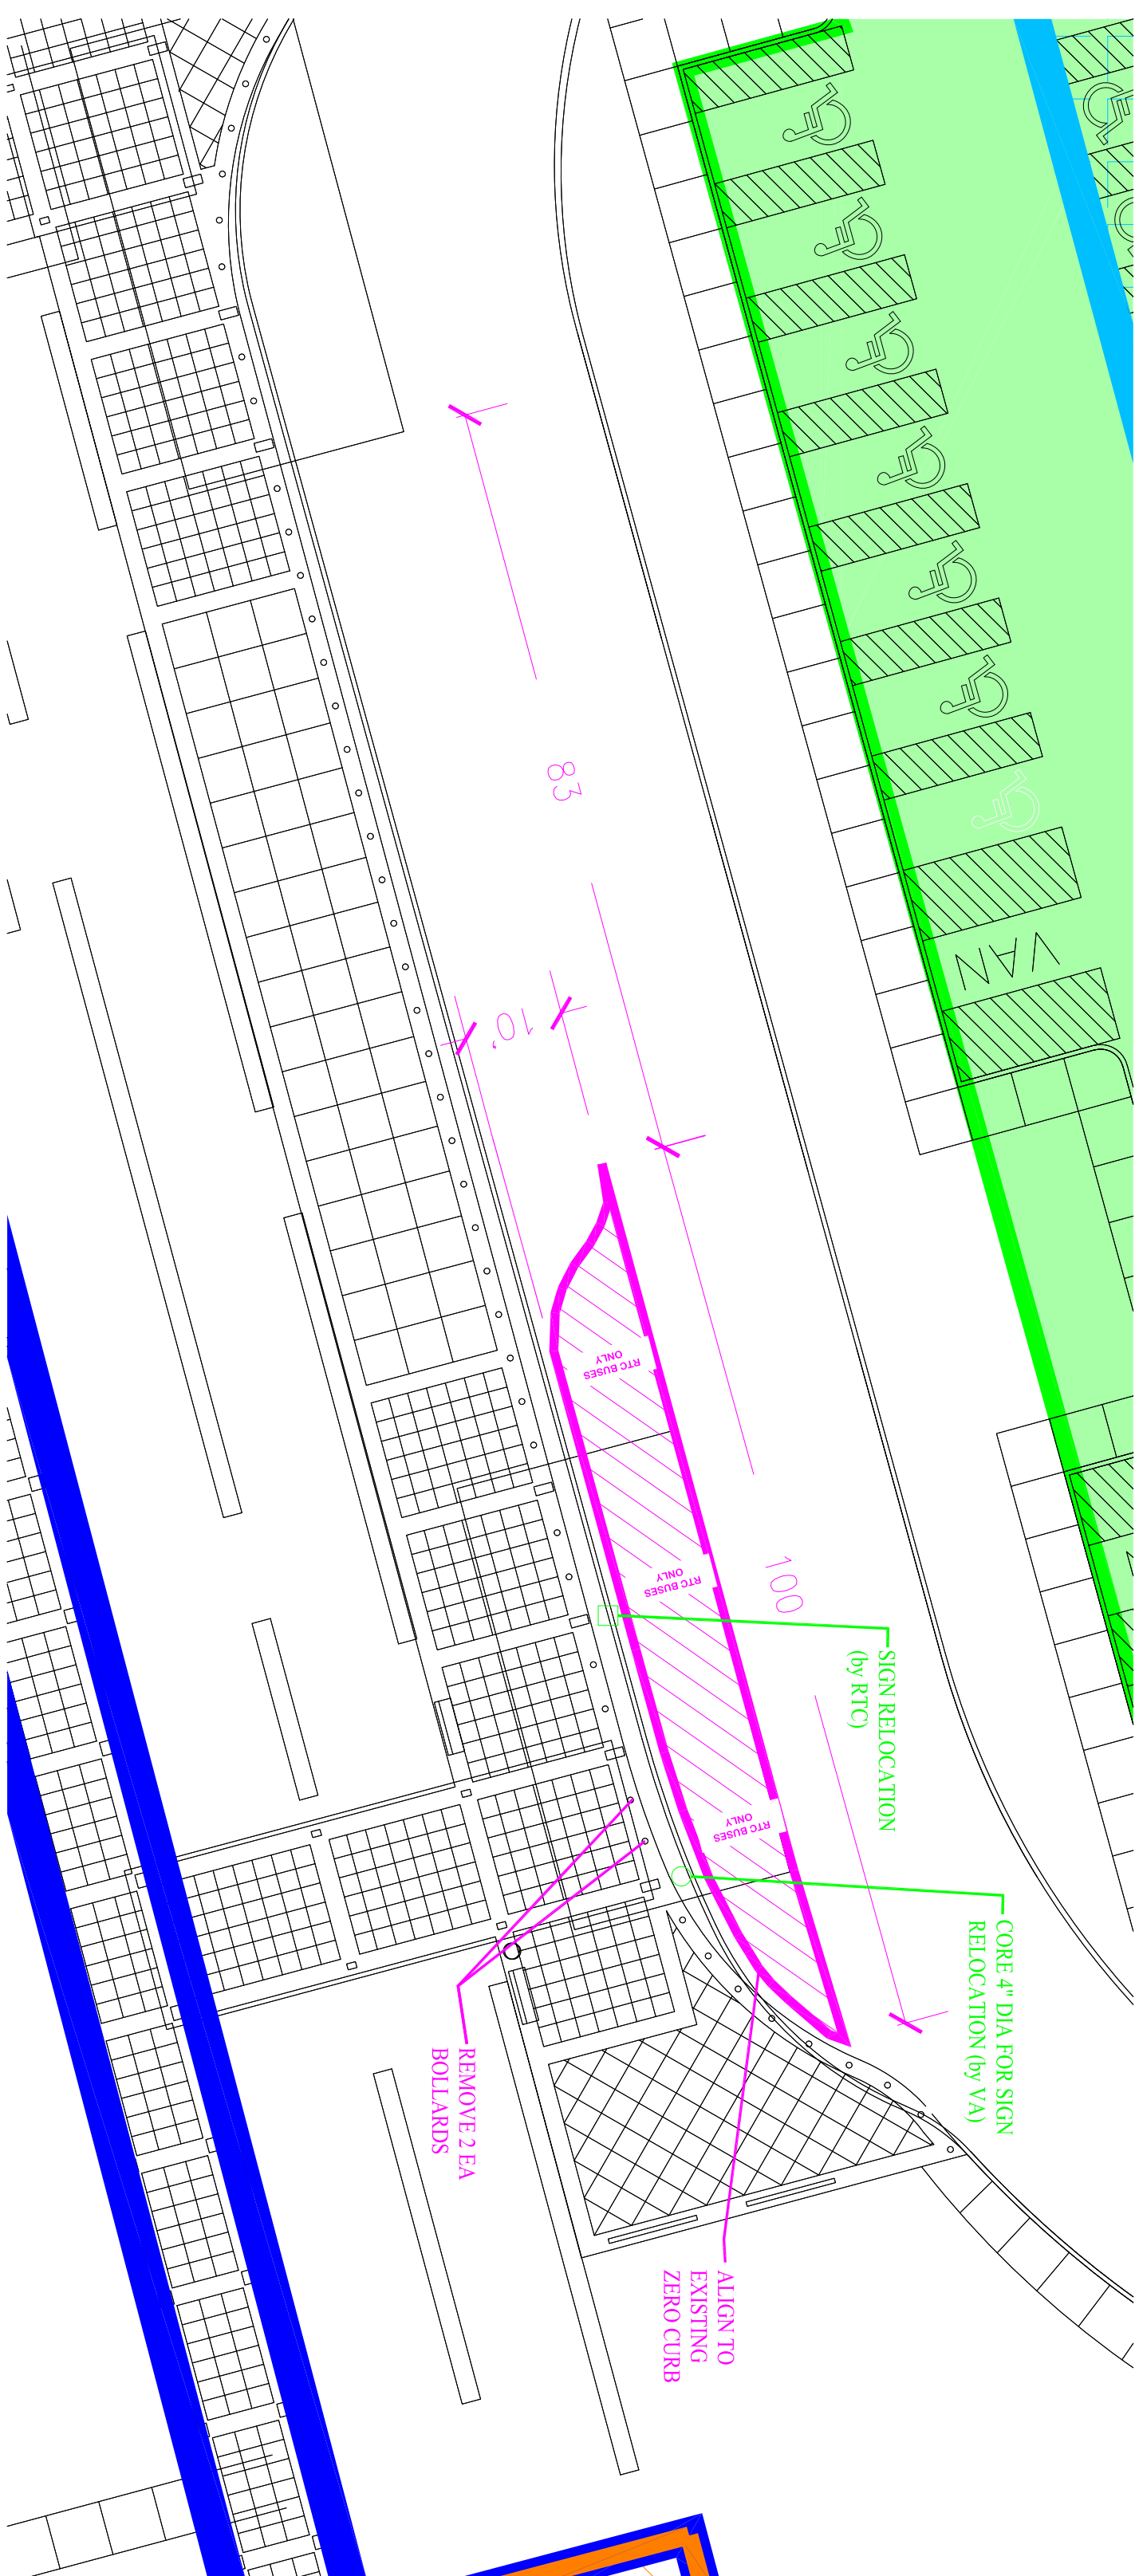 83
VAN
10'
RTC BUSES
ONLY
RTC BUSES
ONLY
100
SIGN RELOCATION
(by RTC)
RTC BUSES
ONLY
CORE 4" DIA FOR SIGN
RELOCATION (by VA)
REMOVE 2 EA
BOLLARDS
ALIGN TO
EXISTING
ZERO CURB